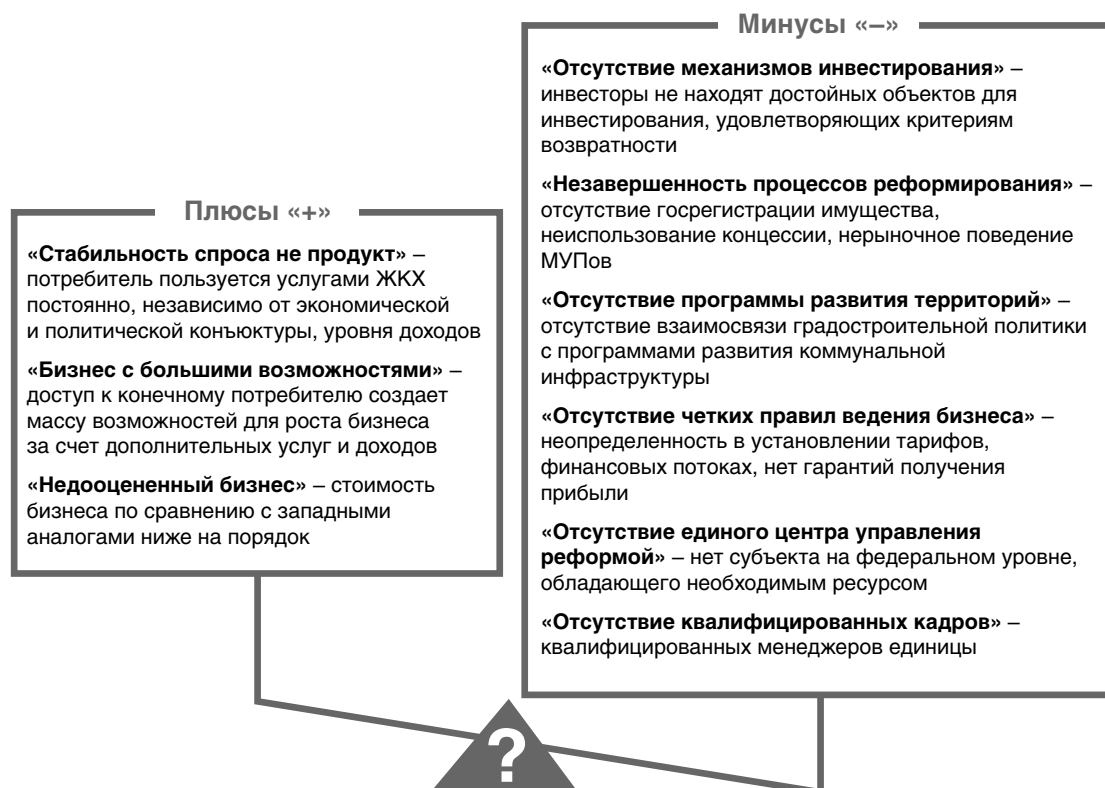 Плюсы «+»
«Стабильность спроса не продукт» –
потребитель пользуется услугами ЖКХ
постоянно, независимо от экономической
и политической конъюктуры, уровня доходов
«Бизнес с большими возможностями» –
доступ к конечному потребителю создает
массу возможностей для роста бизнеса
за счет дополнительных услуг и доходов
«Недооцененный бизнес» – стоимость
бизнеса по сравнению с западными
аналогами ниже на порядок
Минусы «–»
«Отсутствие механизмов инвестирования» –
инвесторы не находят достойных объектов для
инвестирования, удовлетворяющих критериям
возвратности
«Незавершенность процессов реформирования» –
отсутствие госрегистрации имущества,
неиспользование концессии, нерыночное поведение
МУПов
«Отсутствие программы развития территорий» –
отсутствие взаимосвязи градостроительной политики
с программами развития коммунальной
инфраструктуры
«Отсутствие четких правил ведения бизнеса» –
неопределенность в установлении тарифов,
финансовых потоках, нет гарантий получения
прибыли
«Отсутствие единого центра управления
реформой» – нет субъекта на федеральном уровне,
обладающего необходимым ресурсом
«Отсутствие квалифицированных кадров» –
квалифицированных менеджеров единицы
?